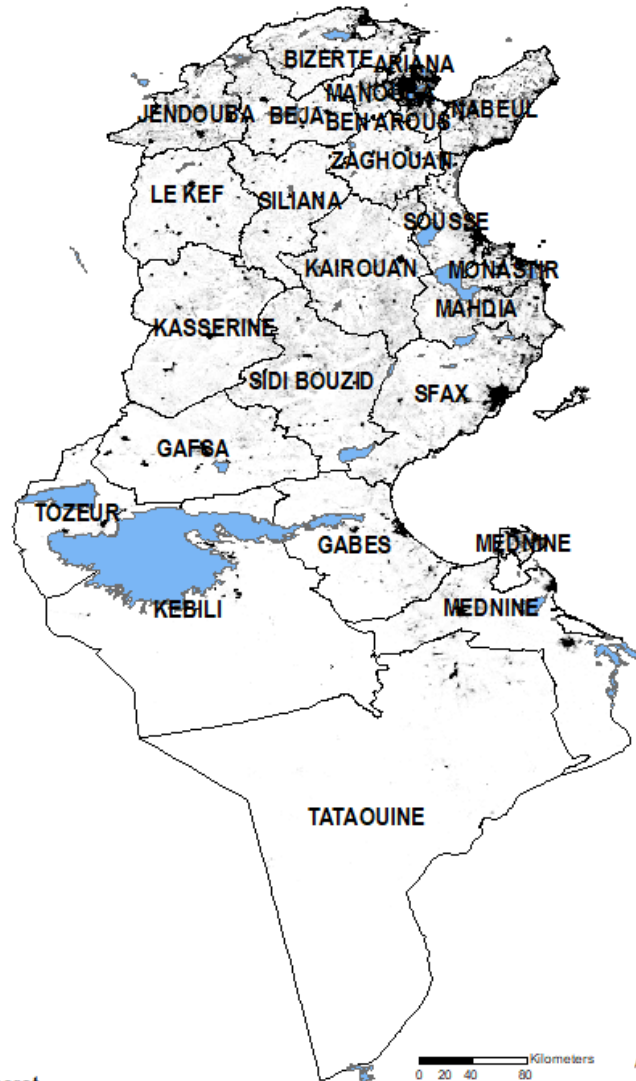 BIZERTE
ARIANA
MANOU
NABEUL
JENDOUBA
BEJA
BEN AROUS
ZAGHOUAN
LE KEF
SILIANA
SOUSSE
KAIROUAN
MONASTIR
MAHDIA
KASSERINE
SIDI BOUZID
SFAX
GAFSA
TOZEUR
GABES
MEDNINE
KEBILI
MEDNINE
TATAOUINE
Kilometers
0 20 40 80